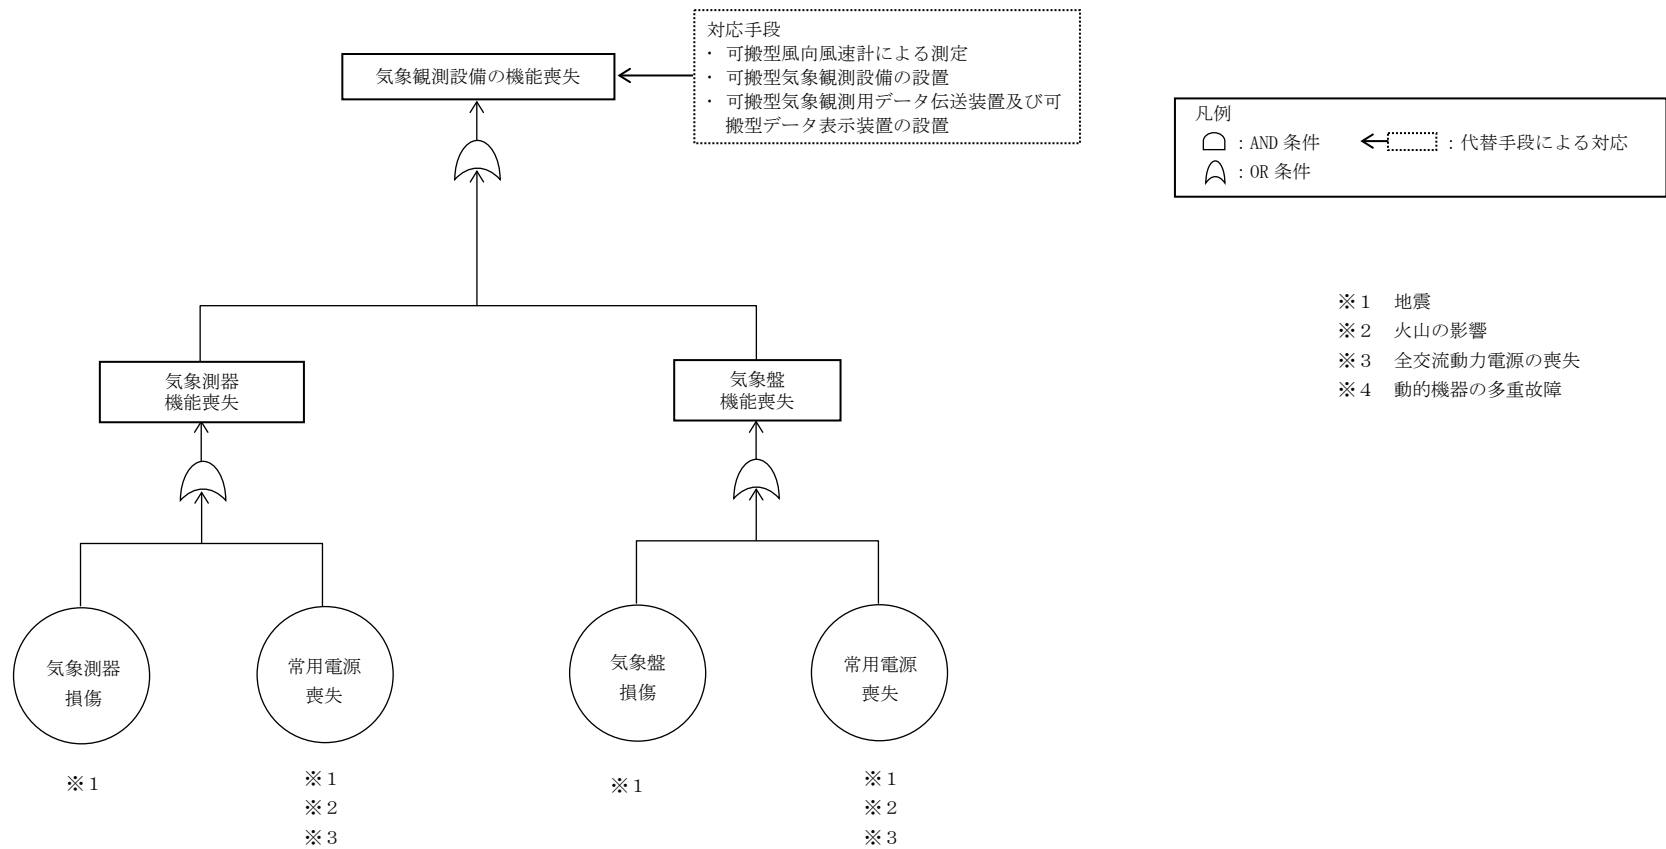 対応手段
・ 可搬型風向風速計による測定
・ 可搬型気象観測設備の設置
・ 可搬型気象観測用データ伝送装置及び可
搬型データ表示装置の設置
気象観測設備の機能喪失
凡例
：AND 条件
：代替手段による対応
：OR 条件
※１ 地震
※２ 火山の影響
※３ 全交流動力電源の喪失
※４ 動的機器の多重故障
気象測器
機能喪失
気象盤
機能喪失
気象測器
損傷
常用電源
喪失
気象盤
損傷
常用電源
喪失
※１
※１
※２
※３
※１
※１
※２
※３